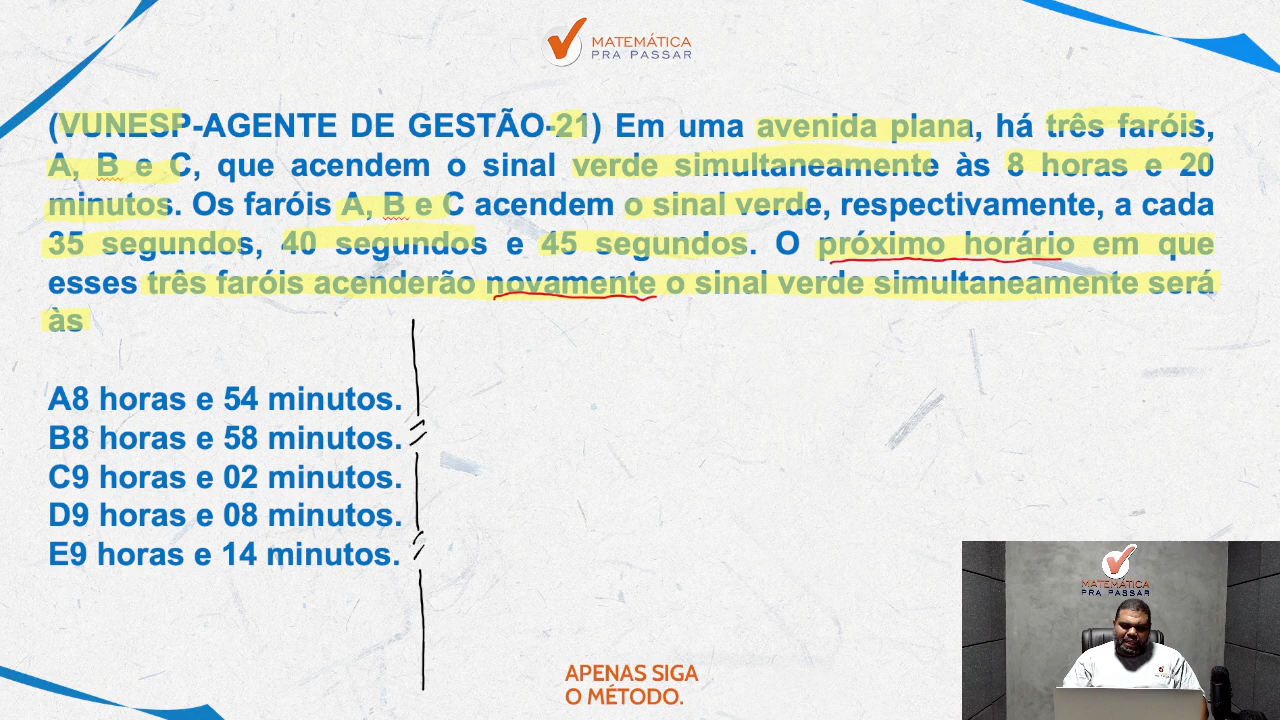 MATEMÁTICA
PRA PASSAR
(VUNESP-AGENTE DE GESTÃO-21) Em uma avenida plana, há três faróis,
A, B e C, que acendem o sinal verde simultaneamente às 8 horas e 20
minutos. Os faróis A, B e C acendem o sinal verde, respectivamente, a cada
35 segundos, 40 segundos e 45 segundos. O próximo horário em que
esses três faróis acenderão novamente o sinal verde simultaneamente será
às
A8 horas e 54 minutos.
B8 horas e 58 minutos.
C9 horas e 02 minutos.
D9 horas e 08 minutos.
E9 horas e 14 minutos.
MATEMÁTICA
PRA PASSAR
APENAS SIGA
O MÉTODO.